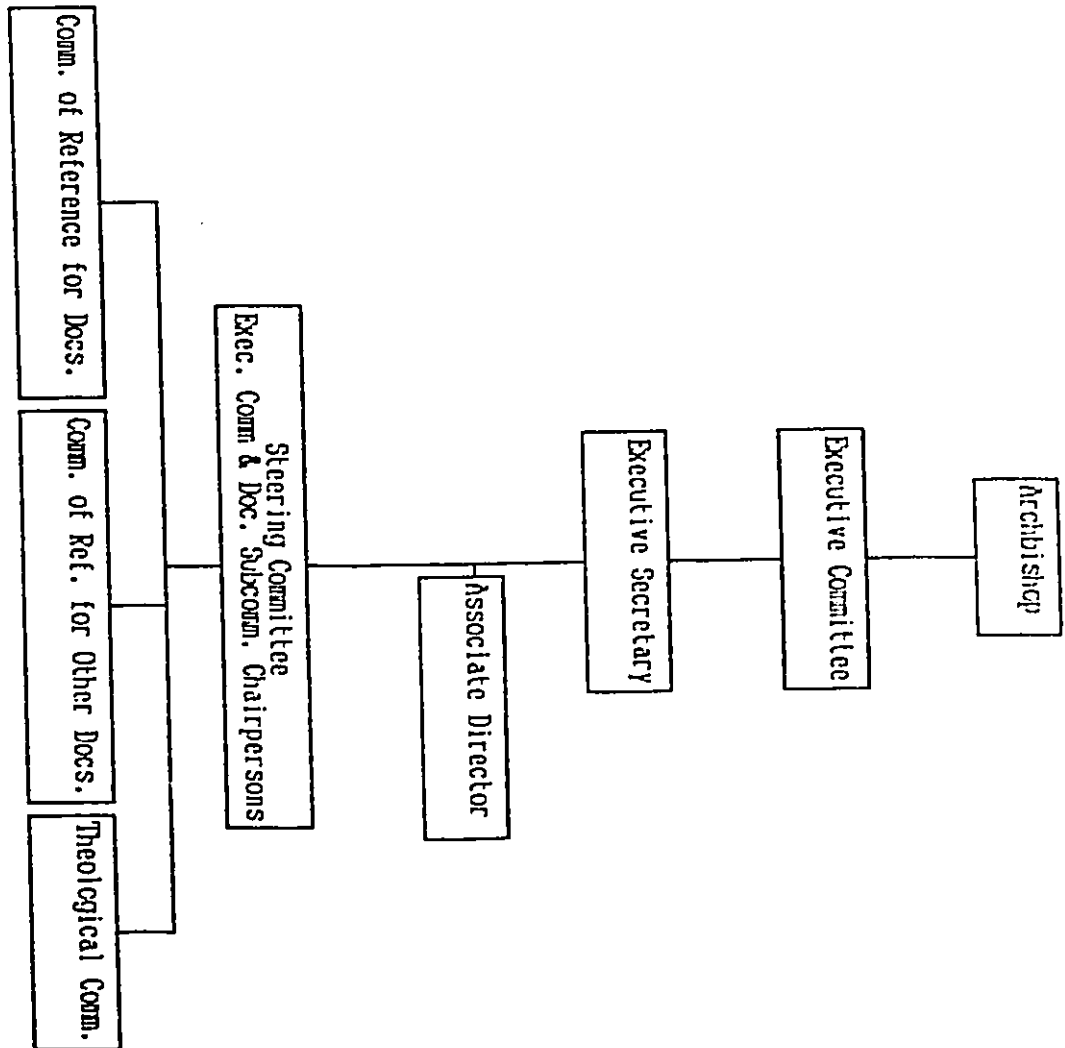 Archbishop
Executive Committee
Executive Secretary
Associate Director
Steering Committee
Exec. Comm & Doc. Subcomm. Chairpersons
Comm. of Reference for Docs.
Comm. of Ref. for Other Docs.
Theological Comm.